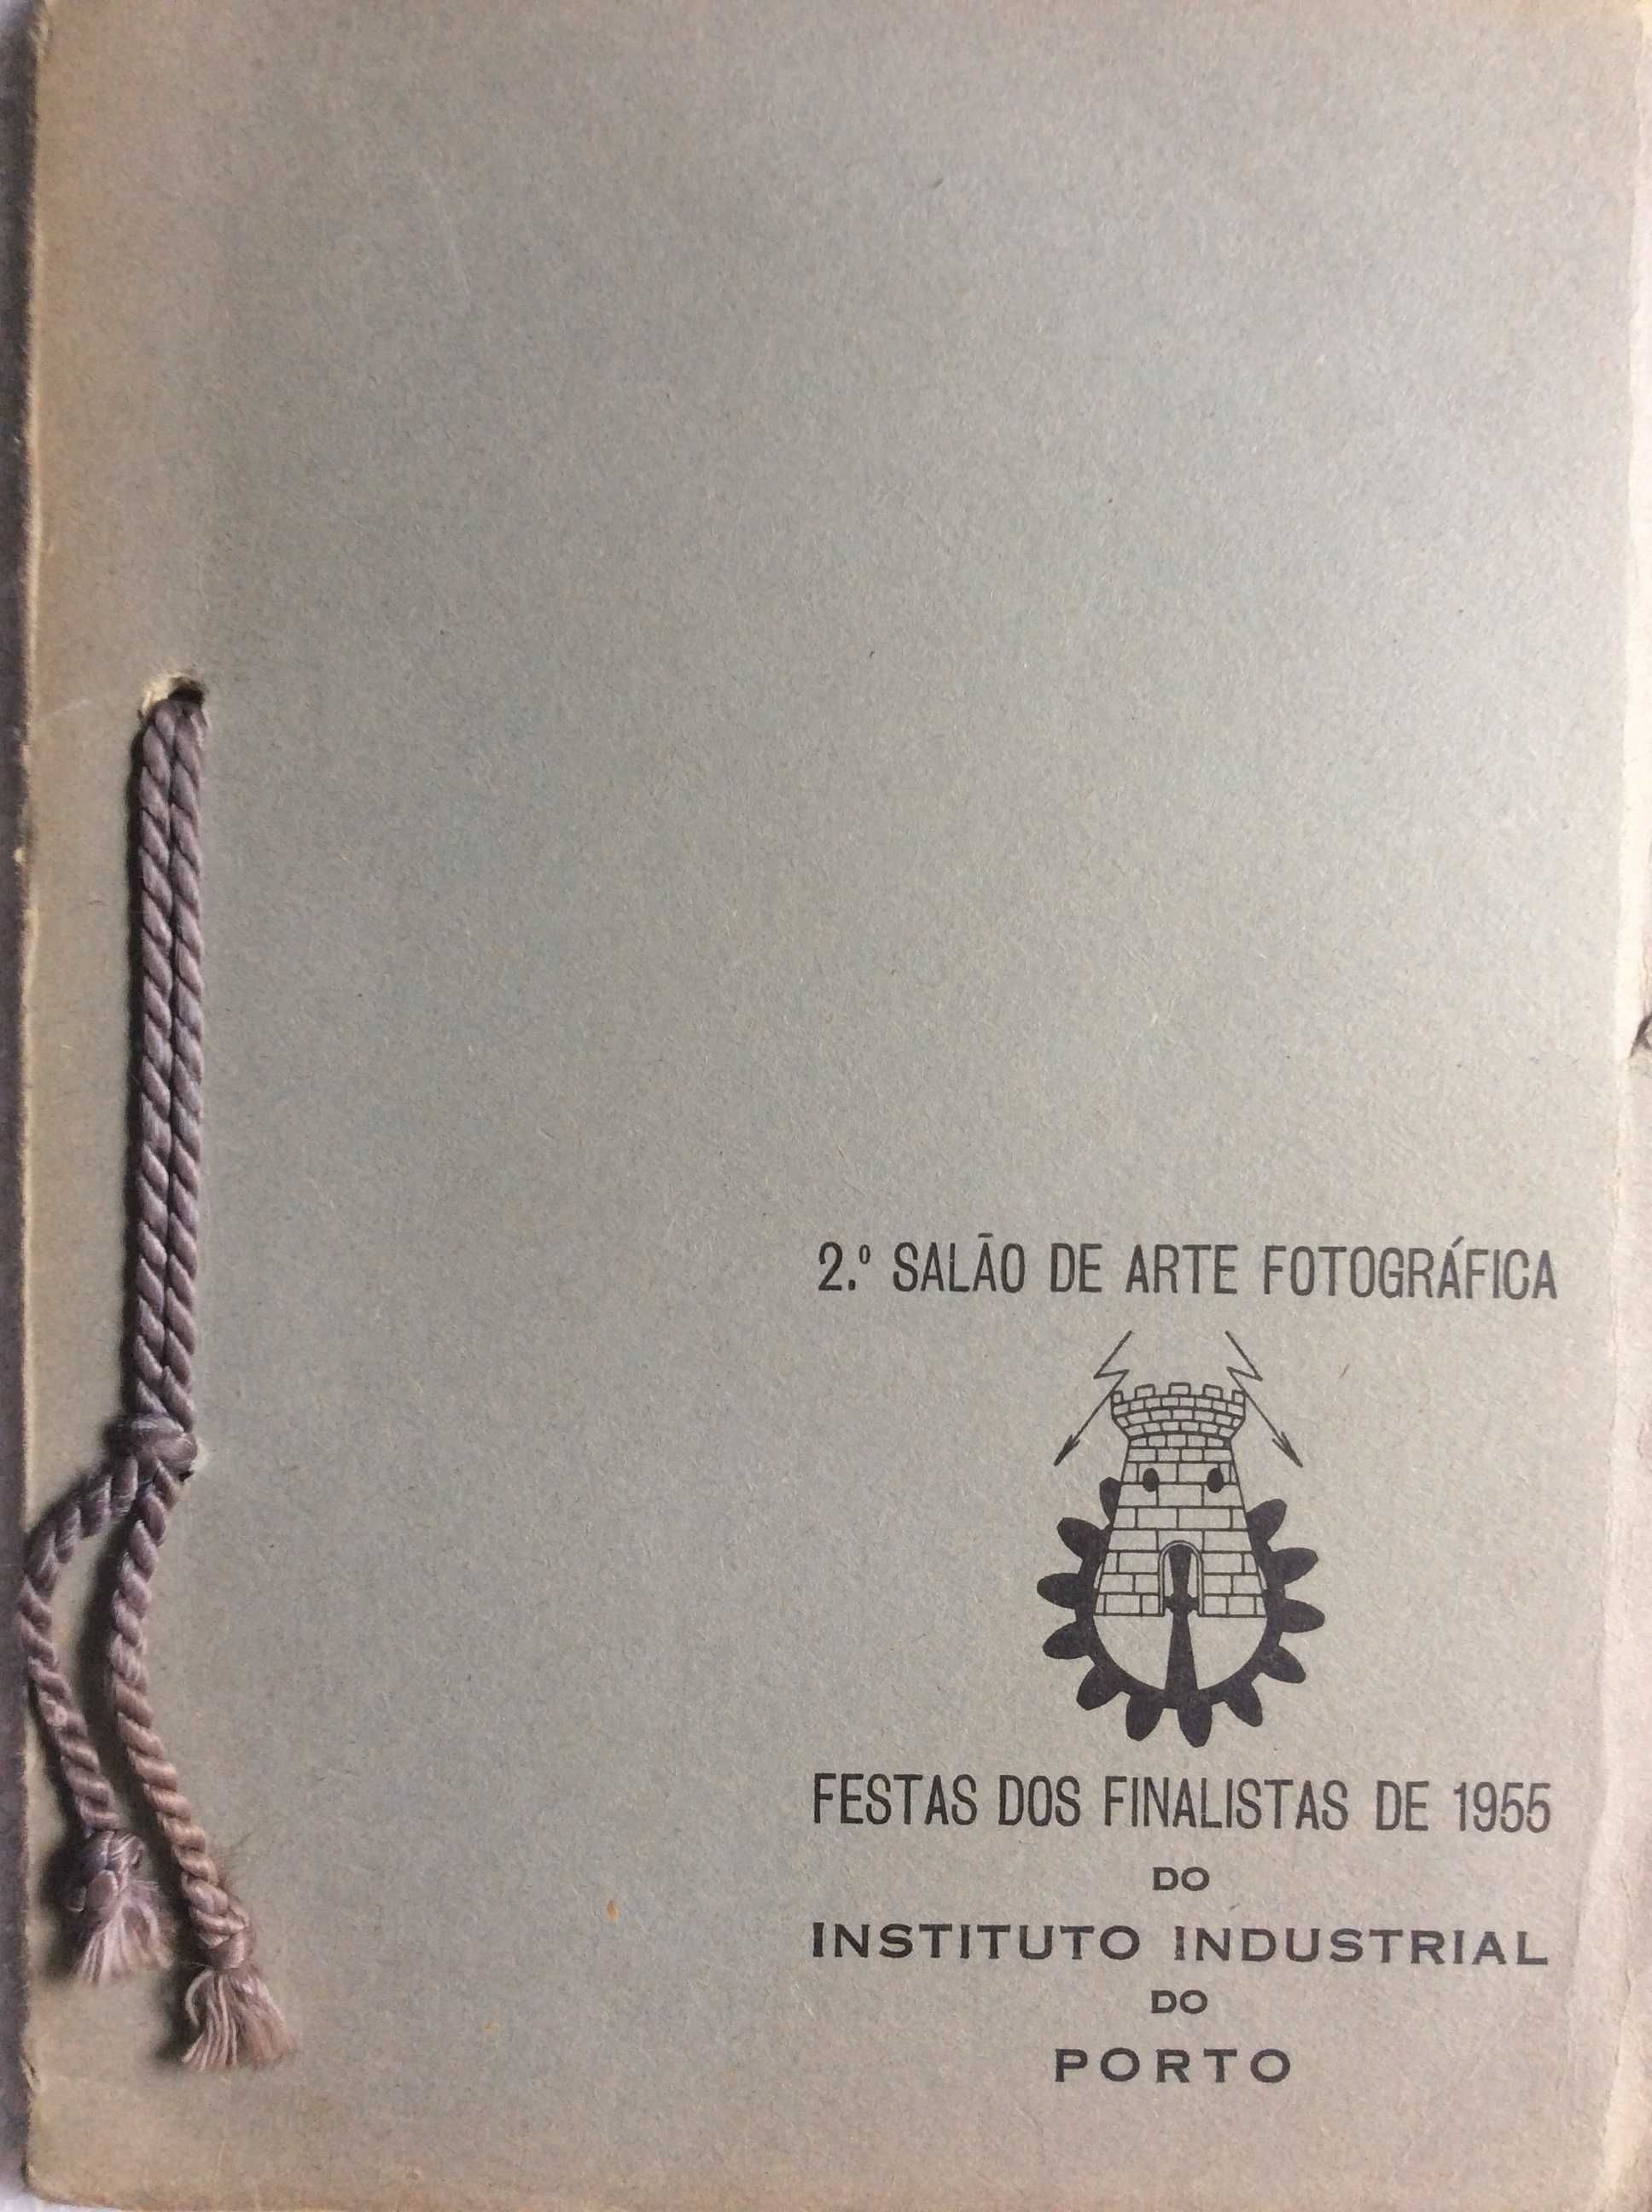 2.º SALÃO DE ARTE FOTOGRÁFICA
FESTAS DOS FINALISTAS DE 1955
DO
INSTITUTO INDUSTRIAL
DO
PORTO